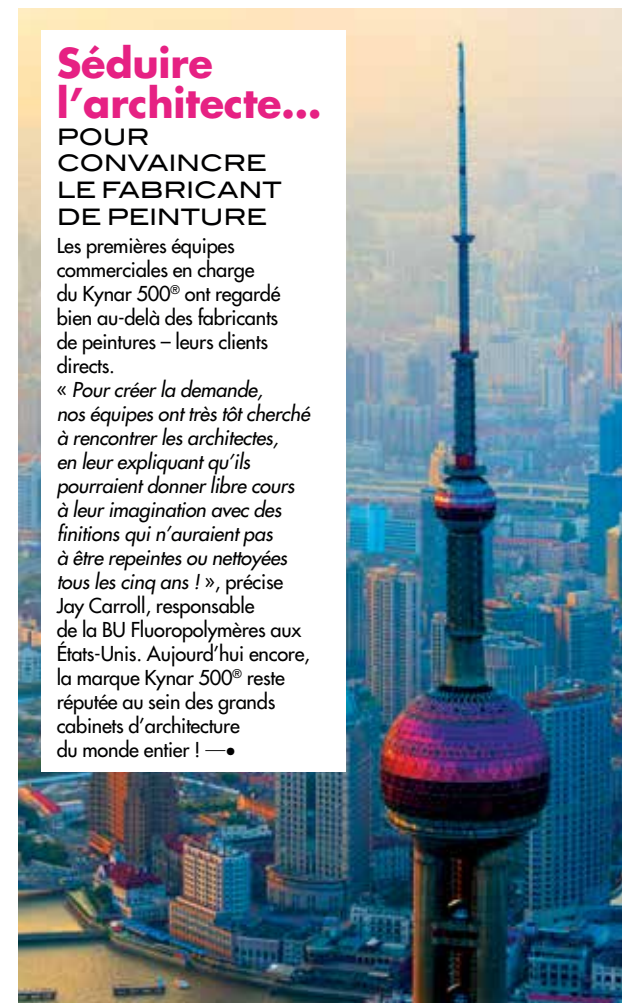 Séduire
l'architecte...
POUR
CONVAINCRE
LE FABRICANT
DE PEINTURE
Les premières équipes
commerciales en charge
du Kynar 500® ont regardé
bien au-delà des fabricants
de peintures – leurs clients
directs.
« Pour créer la demande,
nos équipes ont très tôt cherché
à rencontrer les architectes,
en leur expliquant qu'ils
pourraient donner libre cours
à leur imagination avec des
finitions qui n'auraient pas
à être repeintes ou nettoyées
tous les cinq ans ! », précise
Jay Carroll, responsable
de la BU Fluoropolymères aux
États-Unis. Aujourd'hui encore,
la marque Kynar 500® reste
réputée au sein des grands
cabinets d'architecture
du monde entier ! —•